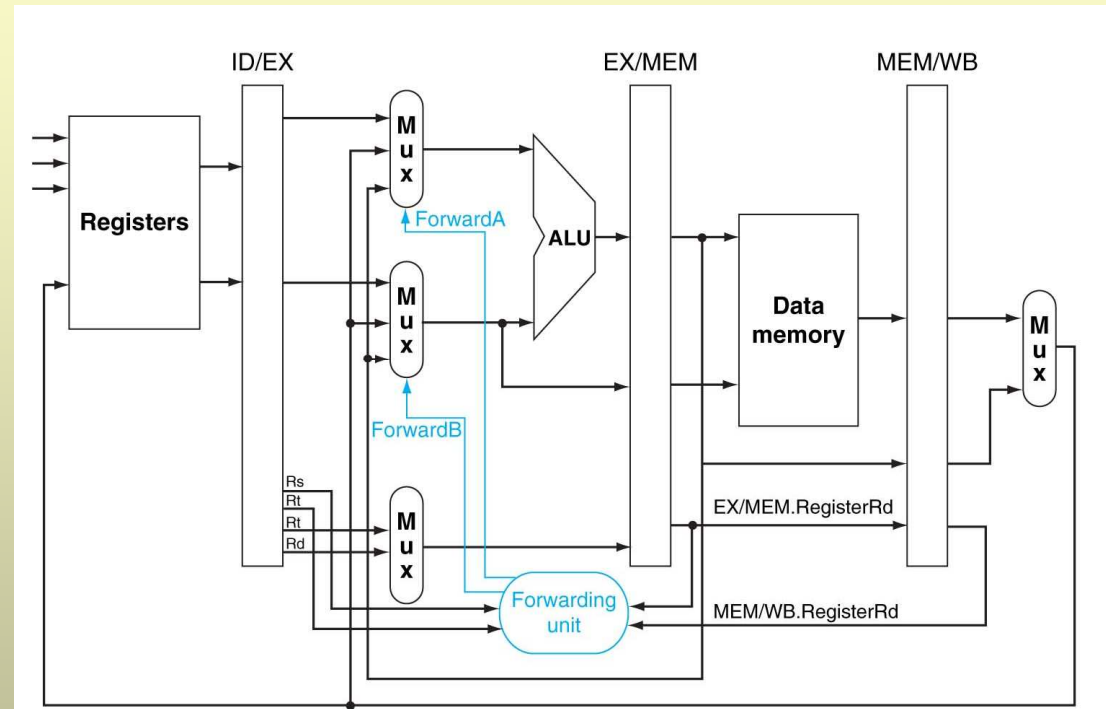 ID/EX
EX/MEM
MEM/WB
Registers
M
u
x
ForwardA
ALU
M
u
x
ForwardB
Data
memory
M
u
x
Rs
Rt
Rt
Rd
M
u
x
EX/MEM.RegisterRd
Forwarding
unit
MEM/WB.RegisterRd